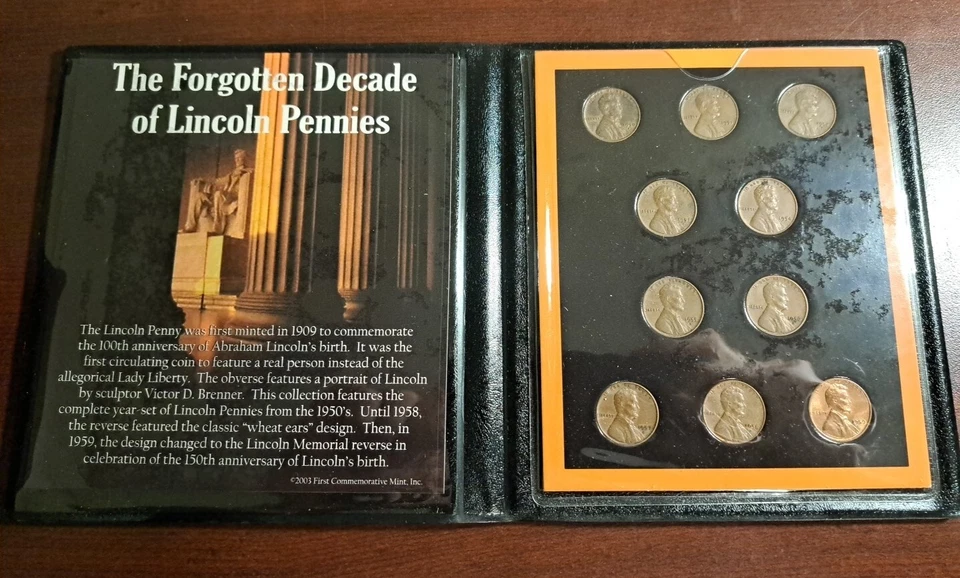 The Forgotten Decade
of Lincoln Pennies
The Lincoln Penny was first minted in 1909 to commemorate
the 100th anniversary of Abraham Lincoln's birth. It was the
first circulating coin to feature a real person instead of the
allegorical Lady Liberty. The obverse features a portrait of Lincoln
by sculptor Victor D. Brenner. This collection features the
complete year-set of Lincoln Pennies from the 1950's. Until 1958,
the reverse featured the classic "wheat ears" design. Then, in
1959, the design changed to the Lincoln Memorial reverse in
celebration of the 150th anniversary of Lincoln's birth.
©2003 First Commemorative Mint, Inc.